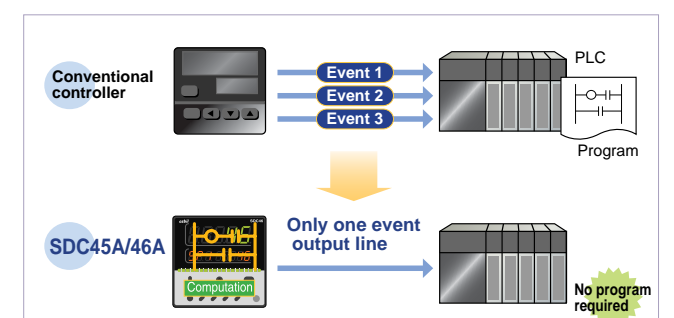 Conventional
controller
Event 1
Event 2
Event 3
PLC
Program
SDC45A/46A
SDC46
Computation
Only one event
output line
No program
required